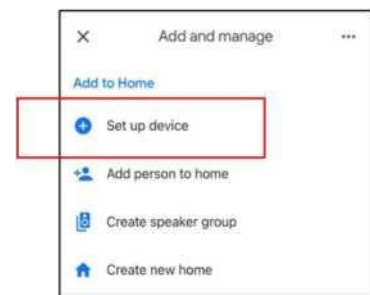 Add and manage
Add to Home
Set up device
Add person to home
Create speaker group
Create new home